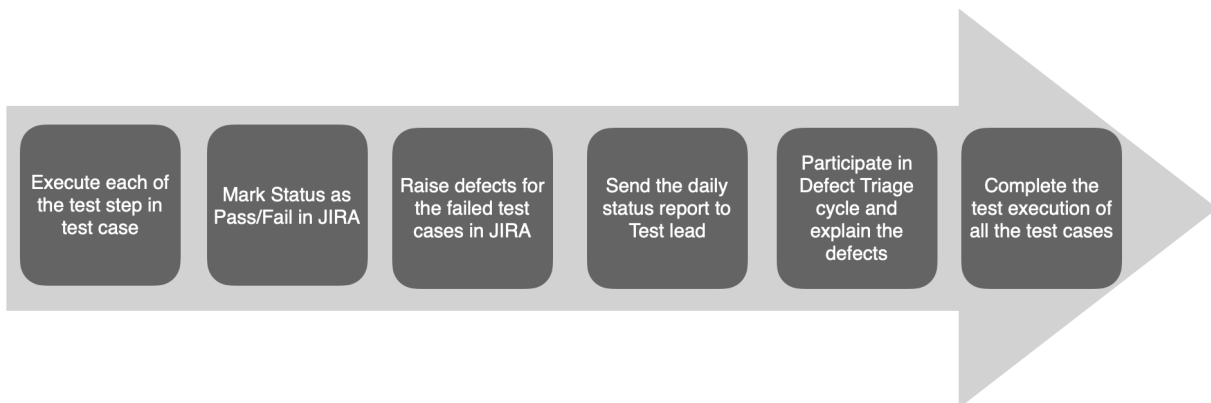 Execute each of
the test step in
test case
Mark Status as
Pass/Fail in JIRA
Raise defects for
the failed test
cases in JIRA
Send the daily
status report to
Test lead
Participate in
Defect Triage
cycle and
explain the
defects
Complete the
test execution of
all the test cases